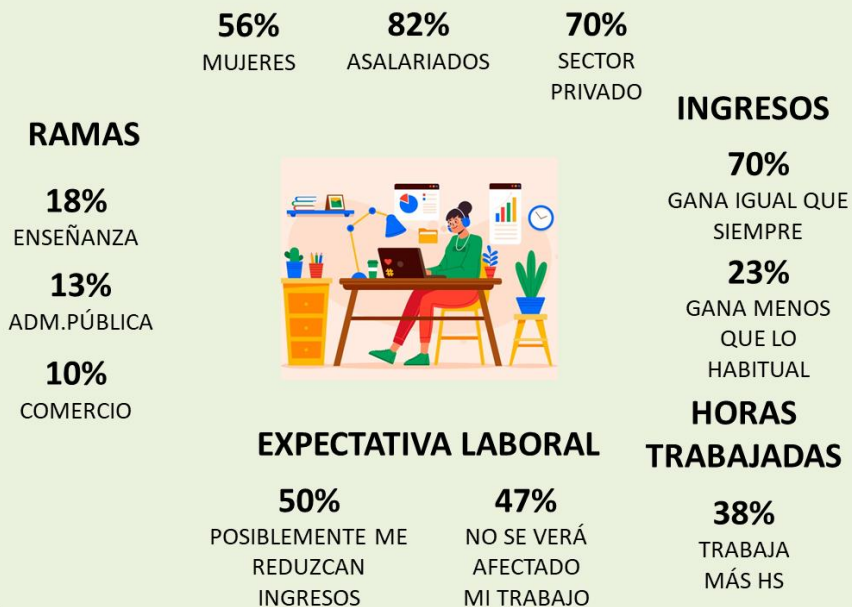 56%
MUJERES
82%
ASALARIADOS
70%
SECTOR
PRIVADO
RAMAS
18%
ENSEÑANZA
13%
ADM.PÚBLICA
10%
COMERCIO
INGRESOS
70%
GANA IGUAL QUE
SIEMPRE
23%
GANA MENOS
QUE LO
HABITUAL
EXPECTATIVA LABORAL
50%
POSIBLEMENTE ME
REDUZCAN
INGRESOS
47%
NO SE VERÁ
AFECTADO
MI TRABAJO
HORAS
TRABAJADAS
38%
TRABAJA
MÁS HS